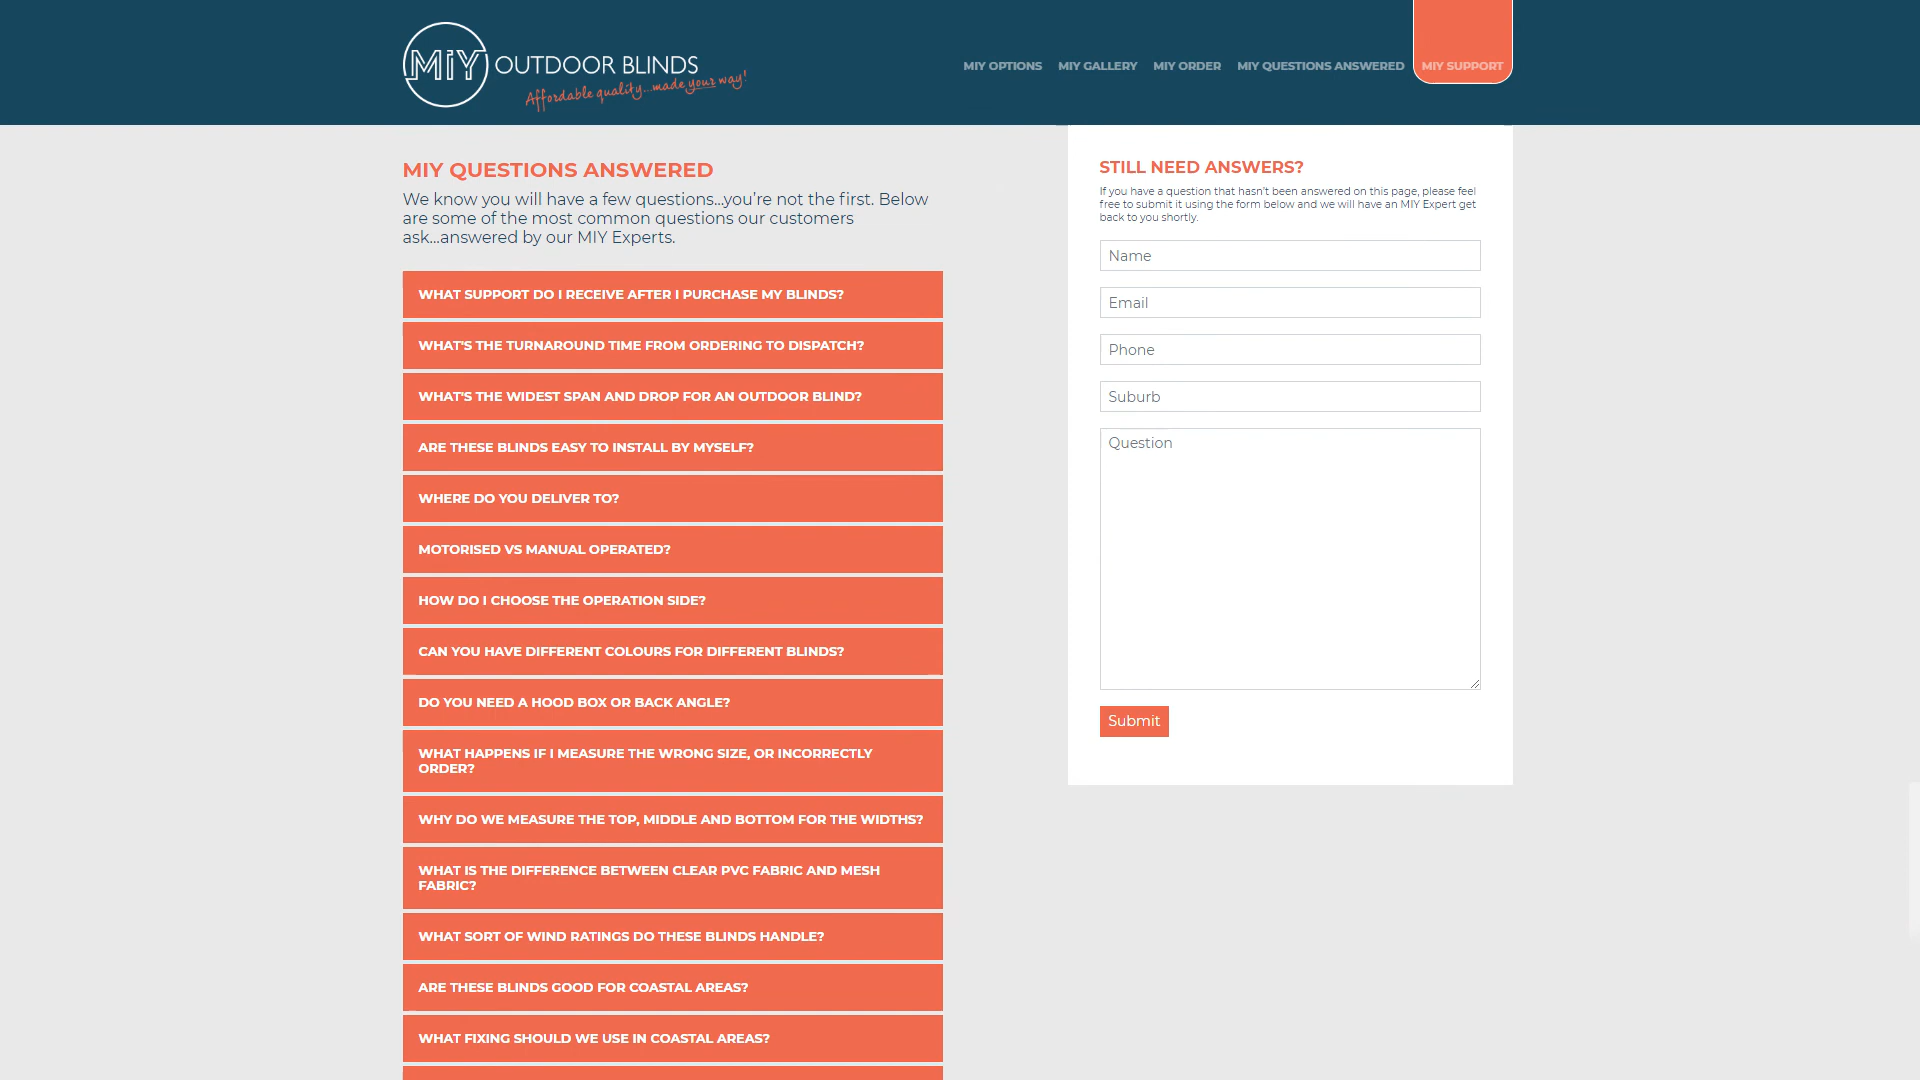 MiY OUTDOOR BLINDS
Affordable quality...made your way!
MIY OPTIONS
MIY GALLERY
MIY ORDER
MIY QUESTIONS ANSWERED
MIY SUPPORT
MIY QUESTIONS ANSWERED
We know you will have a few questions...you're not the first. Below
are some of the most common questions our customers
ask...answered by our MIY Experts.
WHAT SUPPORT DO I RECEIVE AFTER I PURCHASE MY BLINDS?
WHAT'S THE TURNAROUND TIME FROM ORDERING TO DISPATCH?
WHAT'S THE WIDEST SPAN AND DROP FOR AN OUTDOOR BLIND?
ARE THESE BLINDS EASY TO INSTALL BY MYSELF?
WHERE DO YOU DELIVER TO?
MOTORISED VS MANUAL OPERATED?
HOW DO I CHOOSE THE OPERATION SIDE?
CAN YOU HAVE DIFFERENT COLOURS FOR DIFFERENT BLINDS?
DO YOU NEED A HOOD BOX OR BACK ANGLE?
WHAT HAPPENS IF I MEASURE THE WRONG SIZE, OR INCORRECTLY
ORDER?
WHY DO WE MEASURE THE TOP, MIDDLE AND BOTTOM FOR THE WIDTHS?
WHAT IS THE DIFFERENCE BETWEEN CLEAR PVC FABRIC AND MESH
FABRIC?
WHAT SORT OF WIND RATINGS DO THESE BLINDS HANDLE?
ARE THESE BLINDS GOOD FOR COASTAL AREAS?
WHAT FIXING SHOULD WE USE IN COASTAL AREAS?
STILL NEED ANSWERS?
If you have a question that hasn't been answered on this page, please feel
free to submit it using the form below and we will have an MIY Expert get
back to you shortly.
Name
Email
Phone
Suburb
Question
Submit